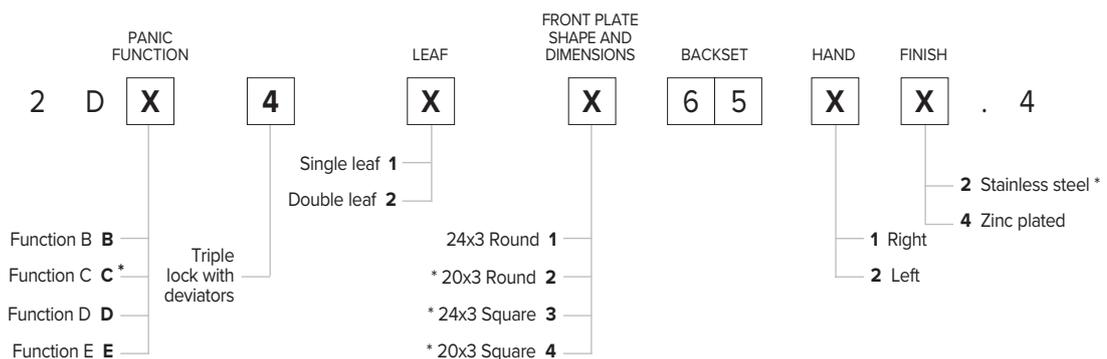 PANIC
FUNCTION
LEAF
FRONT PLATE
SHAPE AND
DIMENSIONS
BACKSET
HAND
FINISH
2 D X 4 X X 6 5 X X . 4
Single leaf 1
Double leaf 2
2 Stainless steel *
4 Zinc plated
Function B B
Function C C *
Function D D
Function E E
Triple
lock with
deviators
24x3 Round 1
* 20x3 Round 2
* 24x3 Square 3
* 20x3 Square 4
1 Right
2 Left